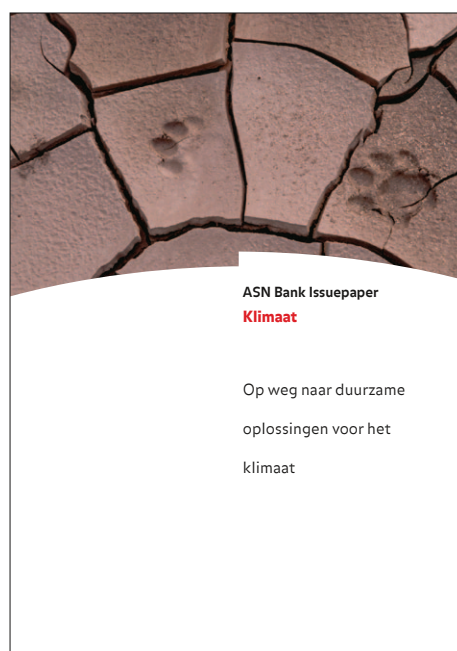 ASN Bank Issuepaper
Klimaat
Op weg naar duurzame
oplossingen voor het
klimaat